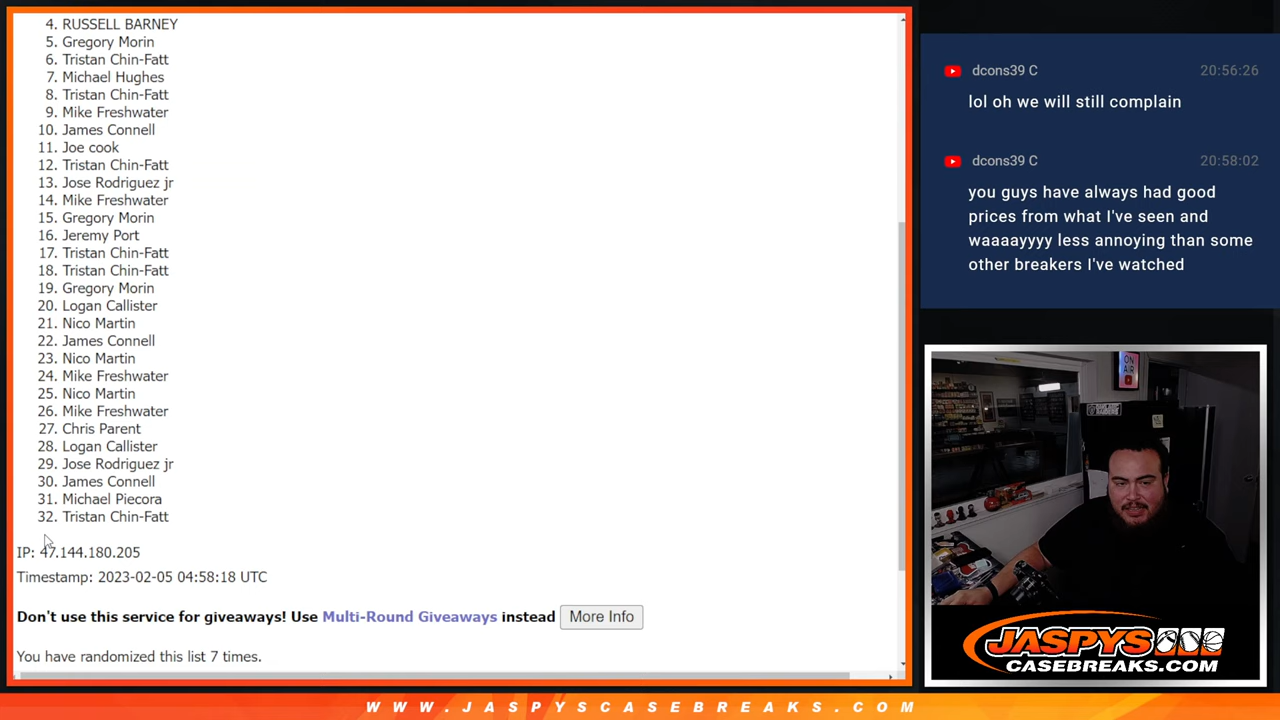 4. RUSSELL BARNEY
5. Gregory Morin
6. Tristan Chin-Fatt
7. Michael Hughes
8. Tristan Chin-Fatt
9. Mike Freshwater
10. James Connell
11. Joe cook
12. Tristan Chin-Fatt
13. Jose Rodriguez jr
14. Mike Freshwater
15. Gregory Morin
16. Jeremy Port
17. Tristan Chin-Fatt
18. Tristan Chin-Fatt
19. Gregory Morin
20. Logan Callister
21. Nico Martin
22. James Connell
23. Nico Martin
24. Mike Freshwater
25. Nico Martin
26. Mike Freshwater
27. Chris Parent
28. Logan Callister
29. Jose Rodriguez jr
30. James Connell
31. Michael Piecora
32. Tristan Chin-Fatt
IP: 47.144.180.205
Timestamp: 2023-02-05 04:58:18 UTC
Don't use this service for giveaways! Use Multi-Round Giveaways instead More Info
You have randomized this list 7 times.
dcons39 C 20:56:26
lol oh we will still complain
dcons39 C 20:58:02
you guys have always had good
prices from what I've seen and
waaaayyyy less annoying than some
other breakers I've watched
ON
AIR
JASPYS
CASEBREAKS.COM
WWW.JASPYSCASEBREAKS.COM